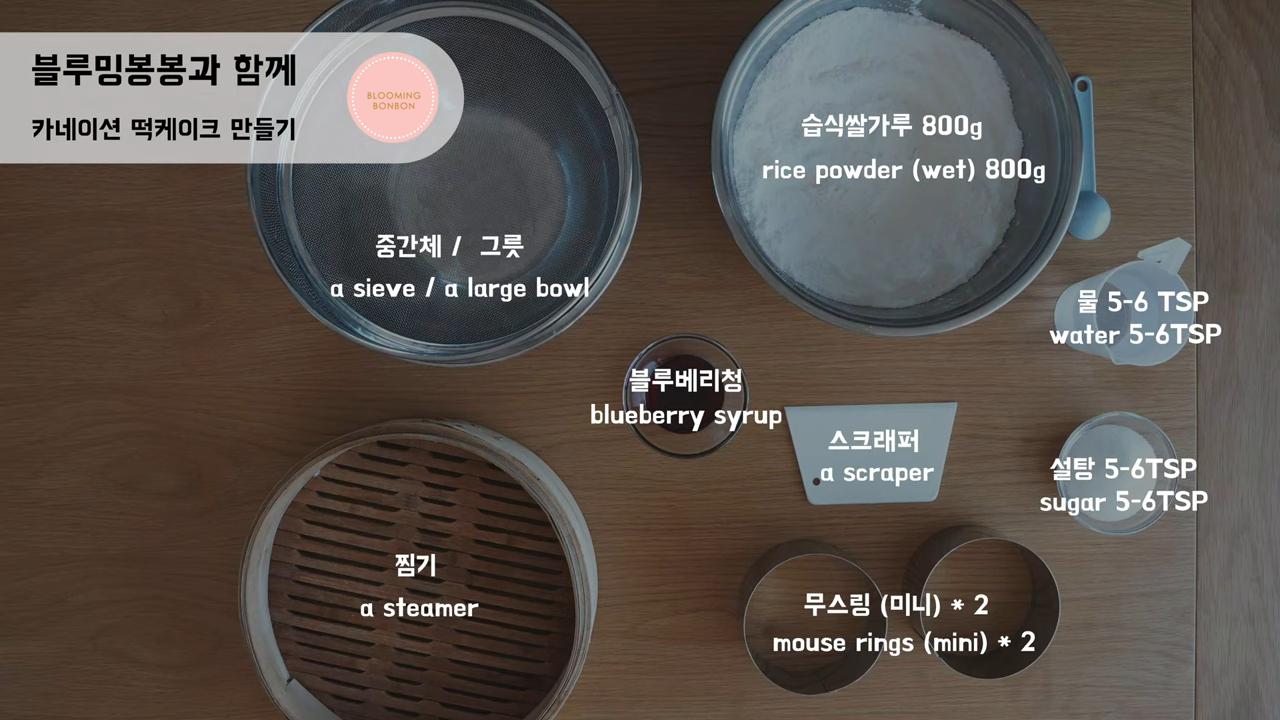 블루밍봉봉과 함께
카네이션 떡케이크 만들기
BLOOMING
BONBON
습식쌀가루 800g
rice powder (wet) 800g
중간체 / 그릇
a sieve / a large bowl
물 5-6 TSP
water 5-6TSP
블루베리청
blueberry syrup
스크래퍼
a scraper
설탕 5-6TSP
sugar 5-6TSP
찜기
a steamer
무스링 (미니) * 2
mouse rings (mini) * 2